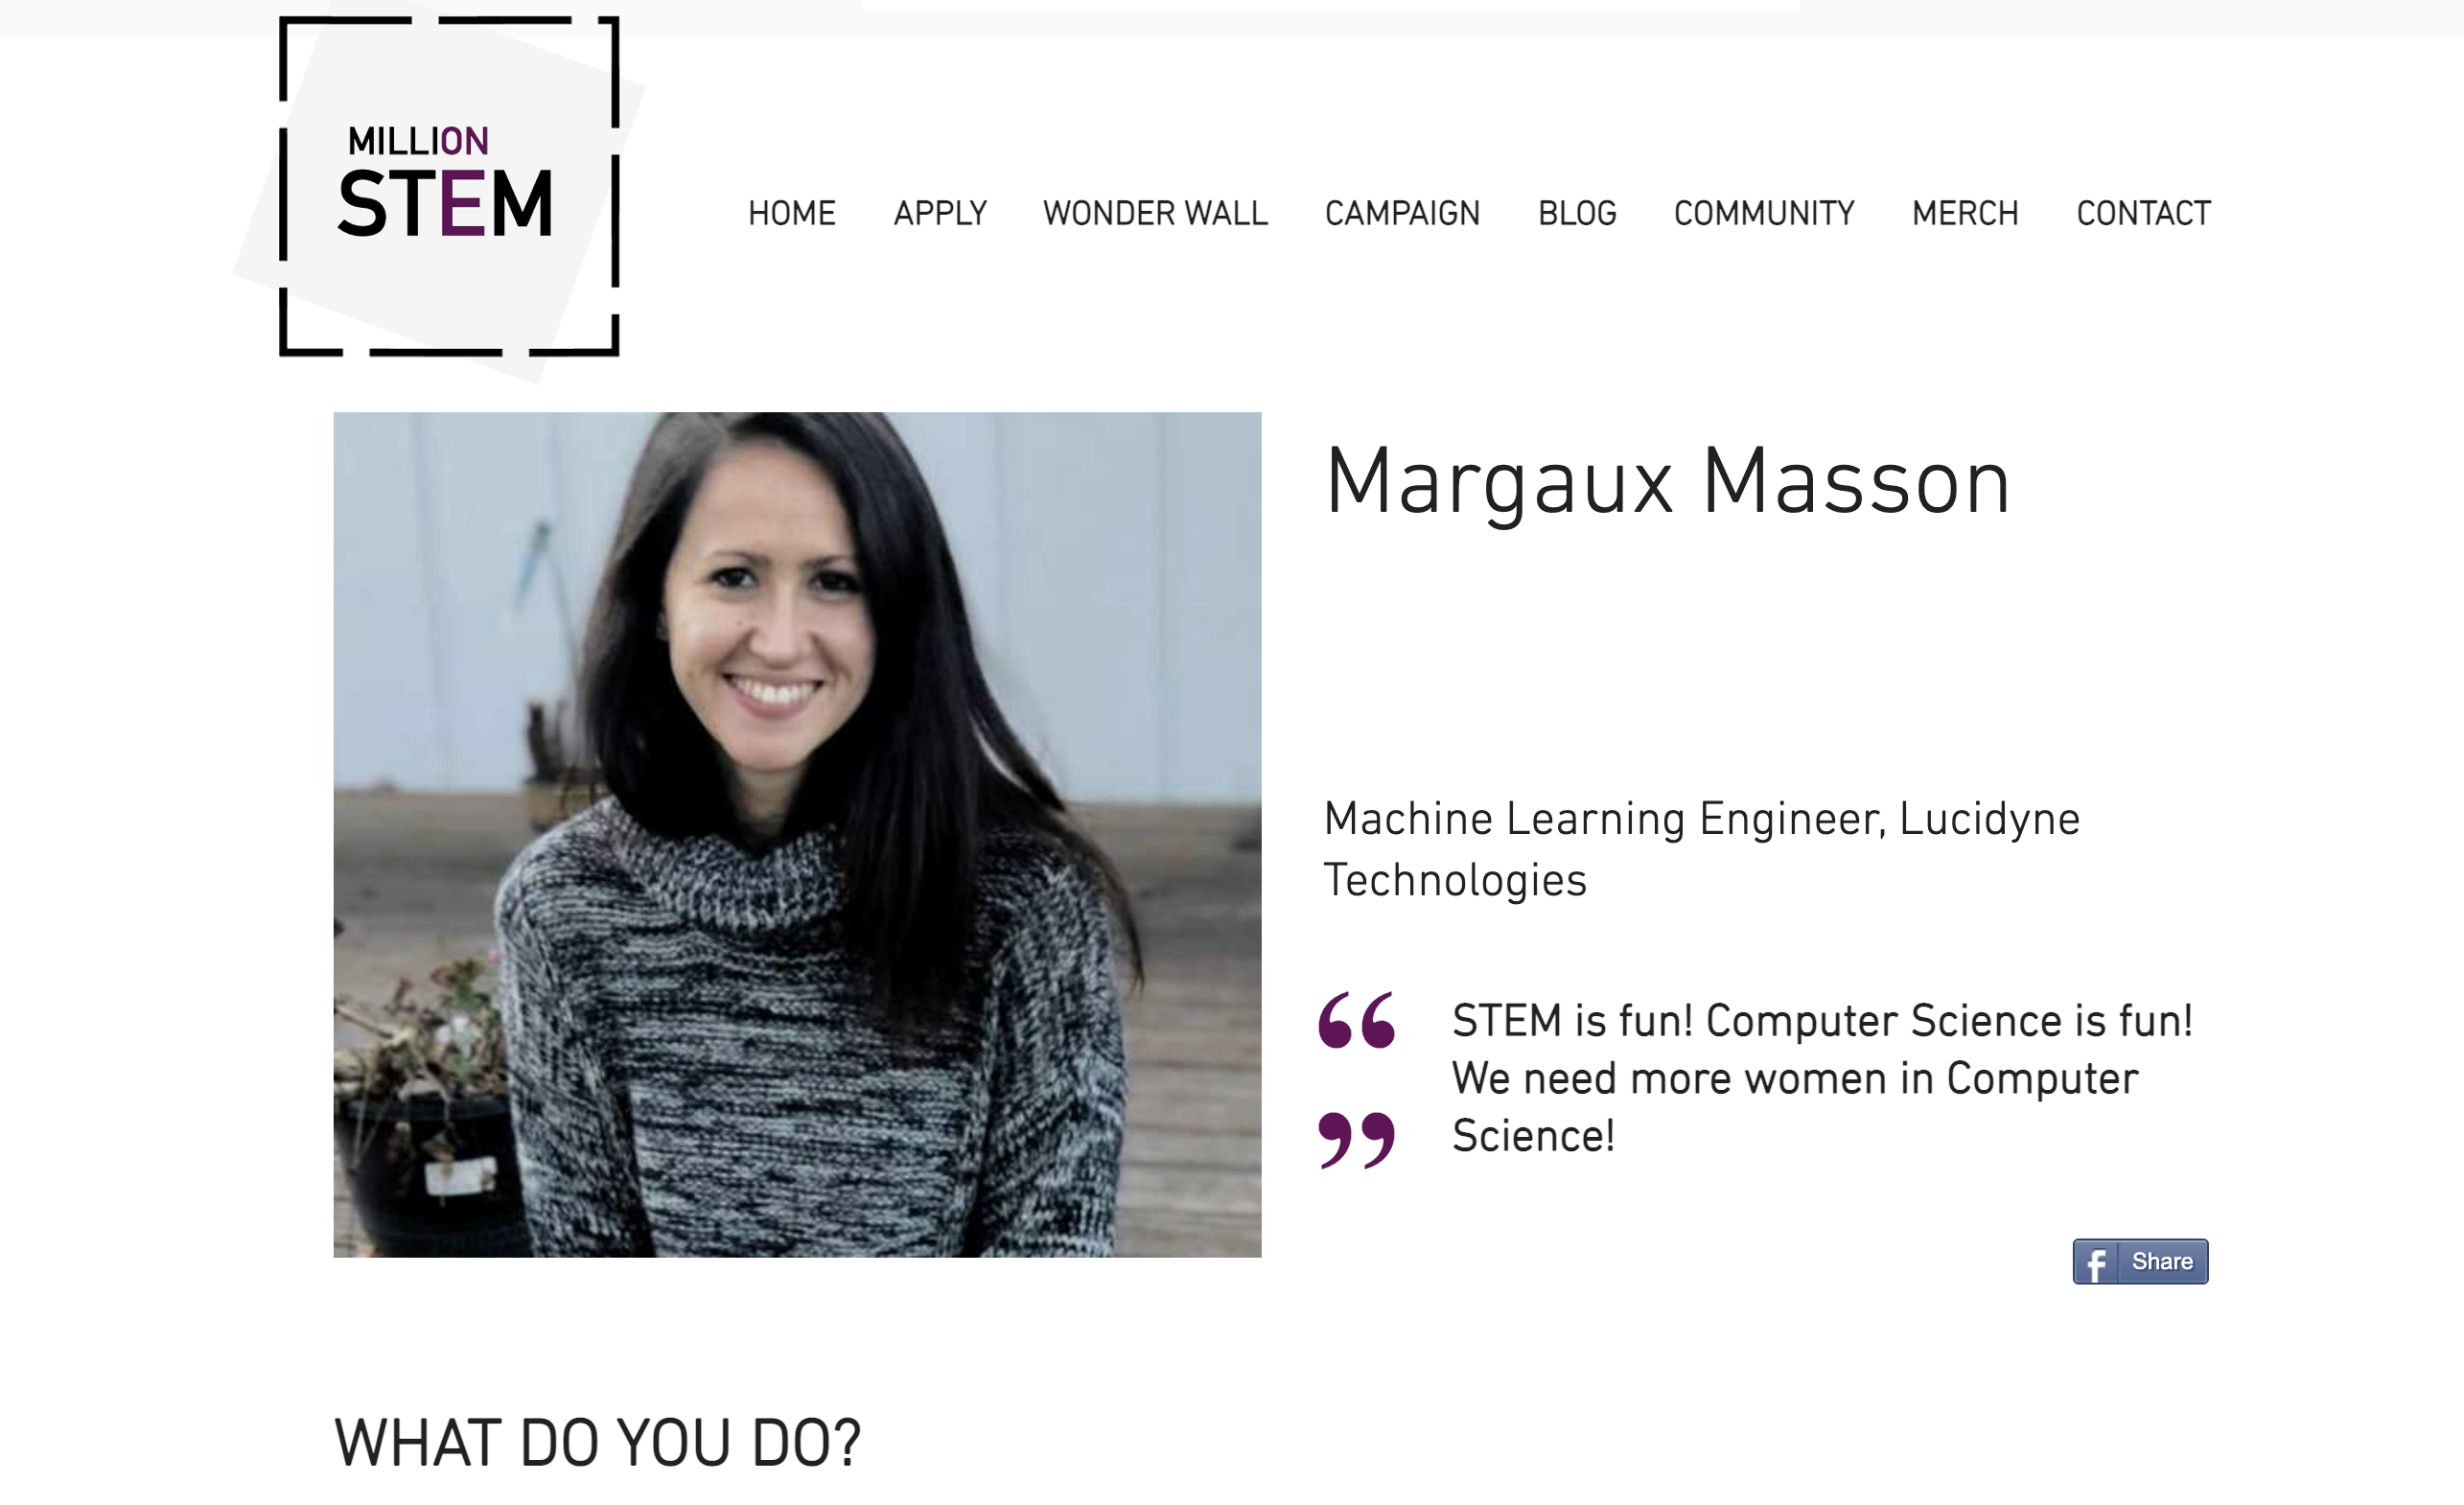 MILLION
STEM
HOME APPLY WONDER WALL CAMPAIGN BLOG COMMUNITY MERCH CONTACT
Margaux Masson
Machine Learning Engineer, Lucidyne
Technologies
“ STEM is fun! Computer Science is fun!
We need more women in Computer
” Science!
f Share
WHAT DO YOU DO?